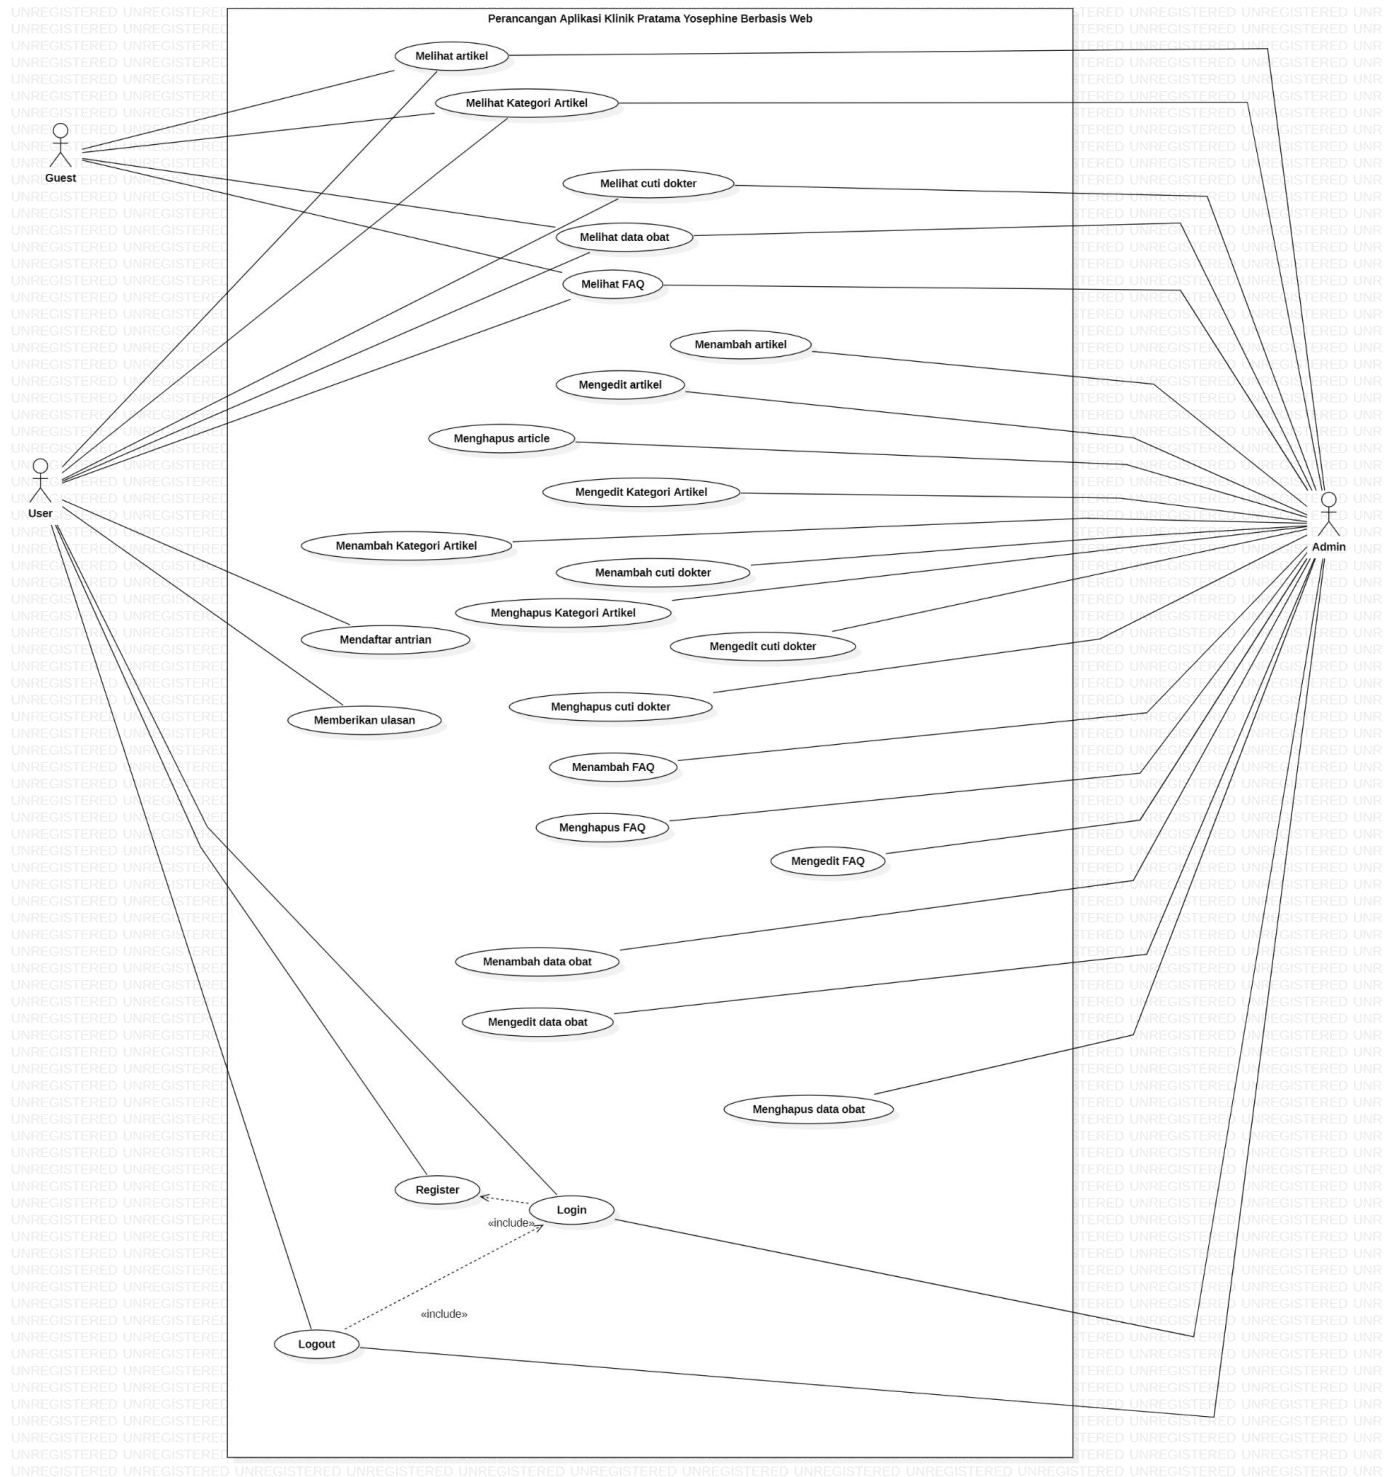 Perancangan Aplikasi Klinik Pratama Yosephine Berbasis Web
Melihat artikel
Melihat Kategori Artikel
Guest
Melihat cuti dokter
Melihat data obat
Melihat FAQ
Menambah artikel
Mengedit artikel
Menghapus article
Mengedit Kategori Artikel
User
Menambah Kategori Artikel
Admin
Menambah cuti dokter
Menghapus Kategori Artikel
Mendaftar antrian
Mengedit cuti dokter
Menghapus cuti dokter
Memberikan ulasan
Menambah FAQ
Menghapus FAQ
Mengedit FAQ
Menambah data obat
Mengedit data obat
Menghapus data obat
Register
Login
«include»
«include»
Logout
UNREGISTERED